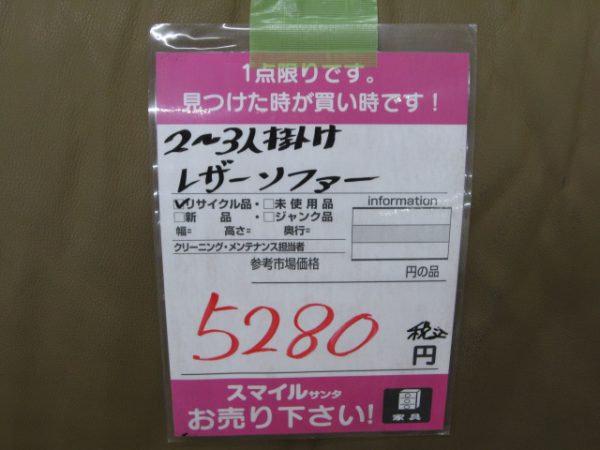 1点限りです。
見つけた時が買い時です！
2~3人掛け
レザーソファー
☑リサイクル品・□未使用品
□新品・□ジャンク品
幅= 高さ= 奥行=
クリーニング・メンテナンス担当者
information
参考市場価格 円の品
5280 税込
円
スマイルサンタ
お売り下さい!
家具